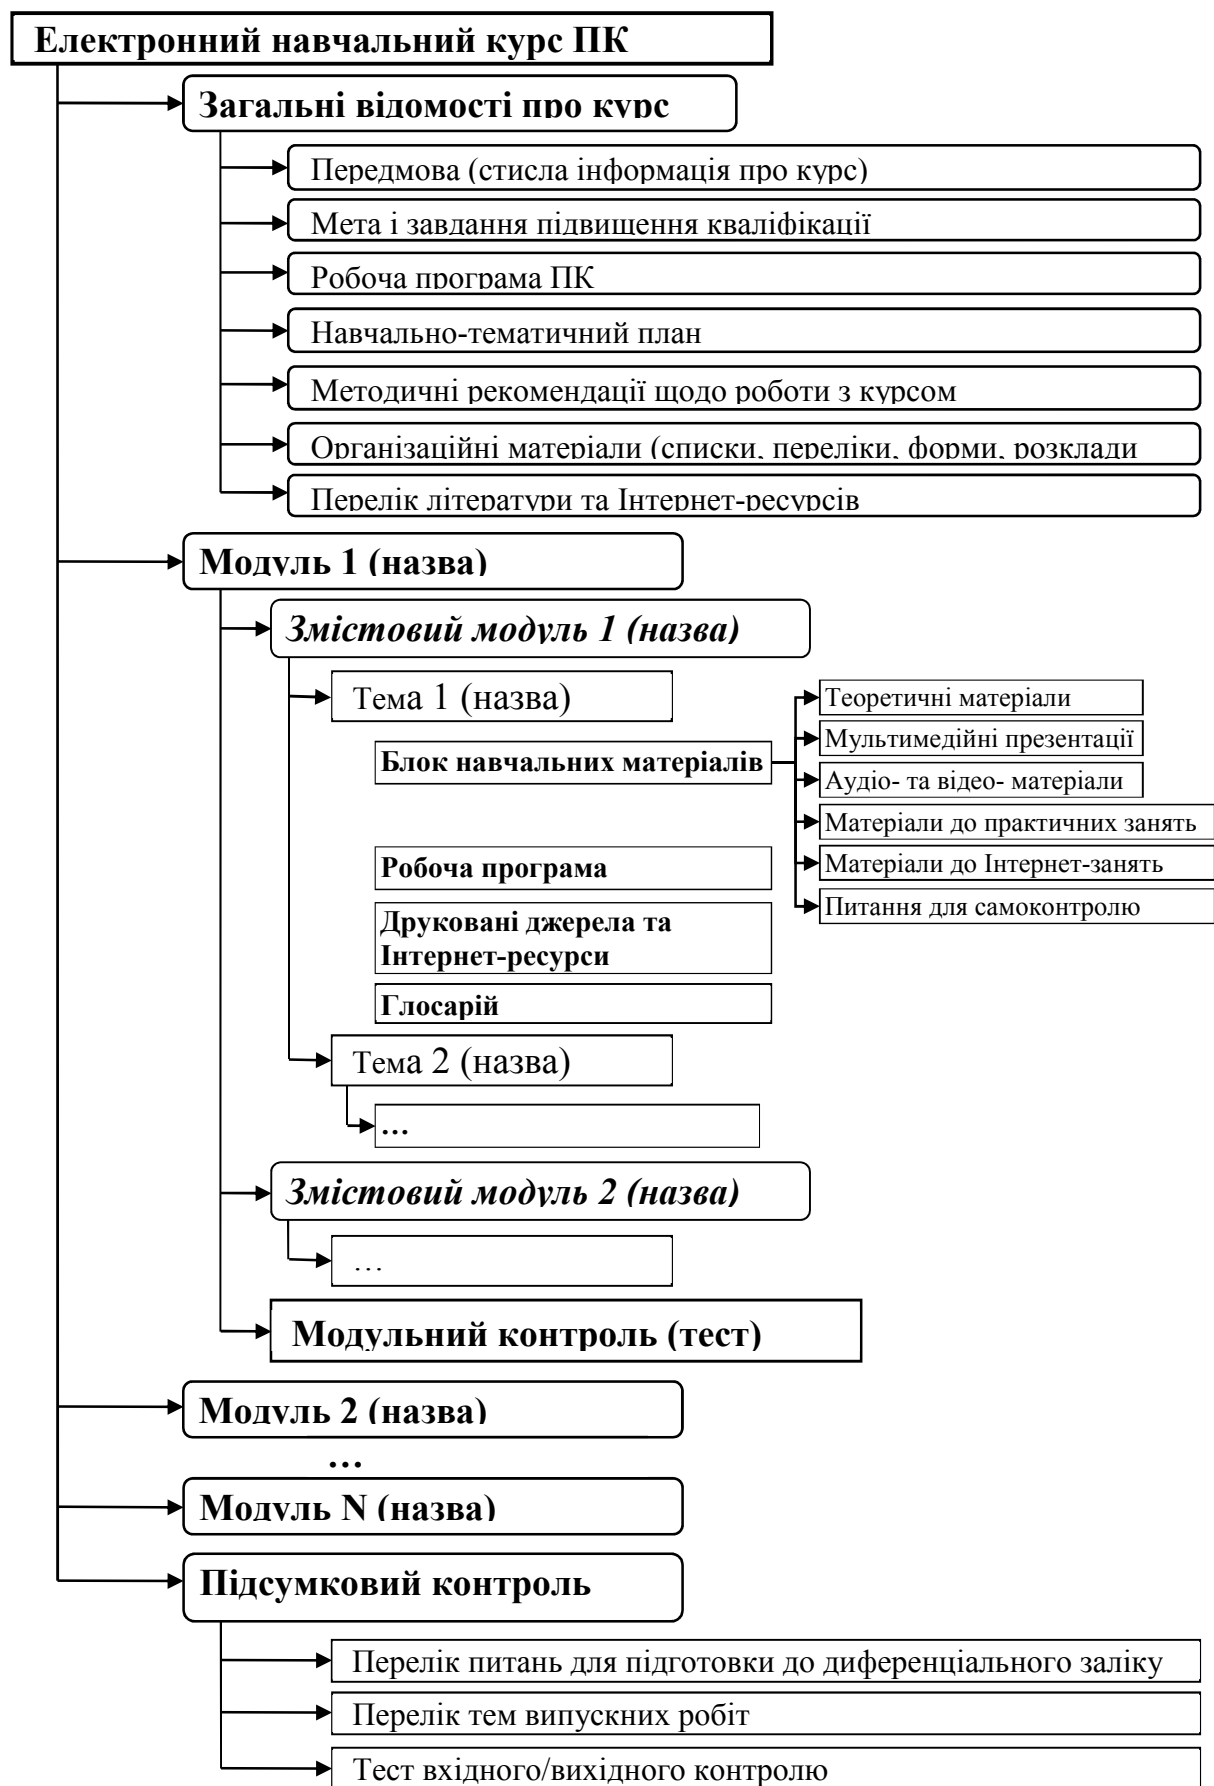 Електронний навчальний курс ПК
Загальні відомості про курс
Передмова (стисла інформація про курс)
Мета і завдання підвищення кваліфікації
Робоча програма ПК
Навчально-тематичний план
Методичні рекомендації щодо роботи з курсом
Організаційні матеріали (списки, переліки, форми, розклади
Перелік літератури та Інтернет-ресурсів
Модуль 1 (назва)
Змістовий модуль 1 (назва)
Тема 1 (назва)
Блок навчальних матеріалів
Теоретичні матеріали
Мультимедійні презентації
Аудіо- та відео- матеріали
Матеріали до практичних занять
Матеріали до Інтернет-занять
Питання для самоконтролю
Робоча програма
Друковані джерела та
Інтернет-ресурси
Глосарій
Тема 2 (назва)
...
Змістовий модуль 2 (назва)
...
Модульний контроль (тест)
Модуль 2 (назва)
...
Модуль N (назва)
Підсумковий контроль
Перелік питань для підготовки до диференціального заліку
Перелік тем випускних робіт
Тест вхідного/вихідного контролю